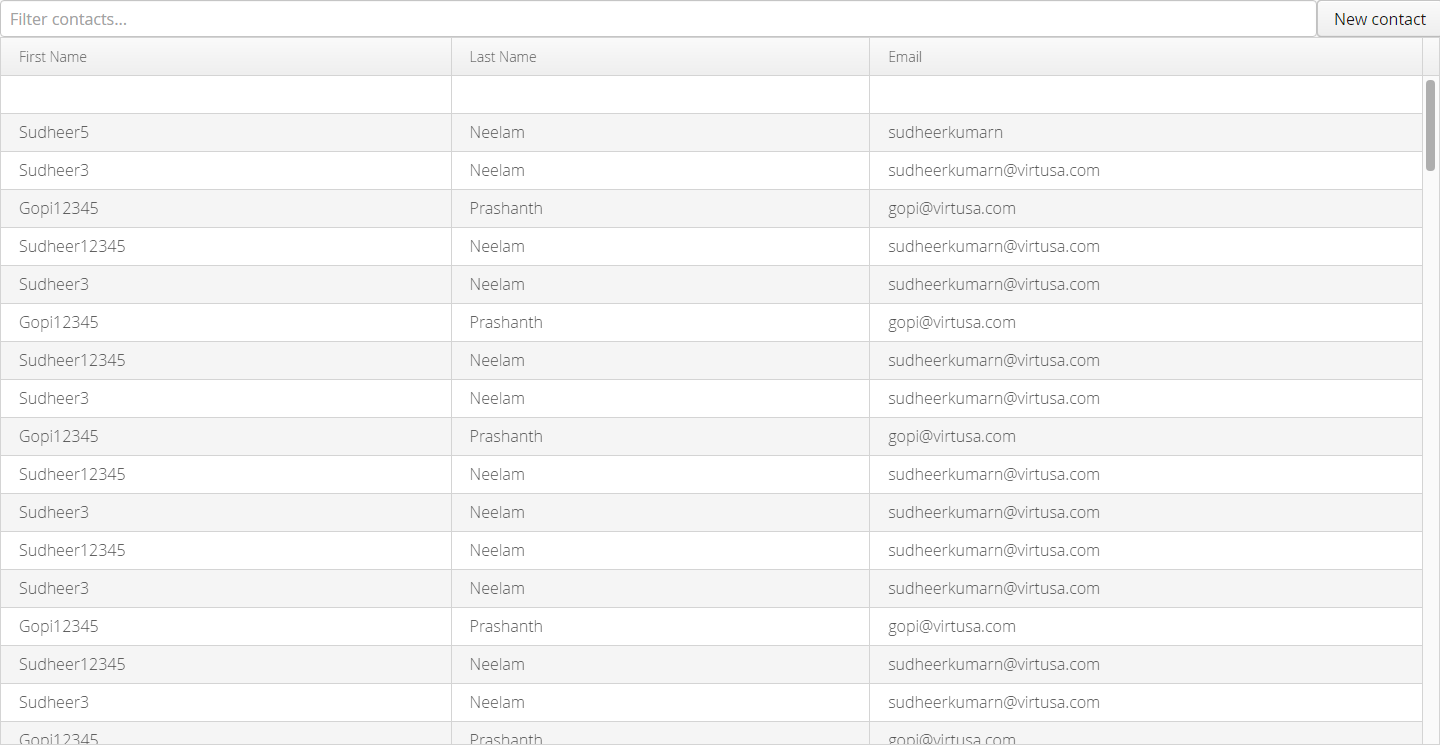 Filter contacts... New contact
First Name Last Name Email
Sudheer5 Neelam sudheerkumarn
Sudheer3 Neelam sudheerkumarn@virtusa.com
Gopi12345 Prashanth gopi@virtusa.com
Sudheer12345 Neelam sudheerkumarn@virtusa.com
Sudheer3 Neelam sudheerkumarn@virtusa.com
Gopi12345 Prashanth gopi@virtusa.com
Sudheer12345 Neelam sudheerkumarn@virtusa.com
Sudheer3 Neelam sudheerkumarn@virtusa.com
Gopi12345 Prashanth gopi@virtusa.com
Sudheer12345 Neelam sudheerkumarn@virtusa.com
Sudheer3 Neelam sudheerkumarn@virtusa.com
Sudheer12345 Neelam sudheerkumarn@virtusa.com
Sudheer3 Neelam sudheerkumarn@virtusa.com
Gopi12345 Prashanth gopi@virtusa.com
Sudheer12345 Neelam sudheerkumarn@virtusa.com
Sudheer3 Neelam sudheerkumarn@virtusa.com
Gopi12345 Prashanth gopi@virtusa.com